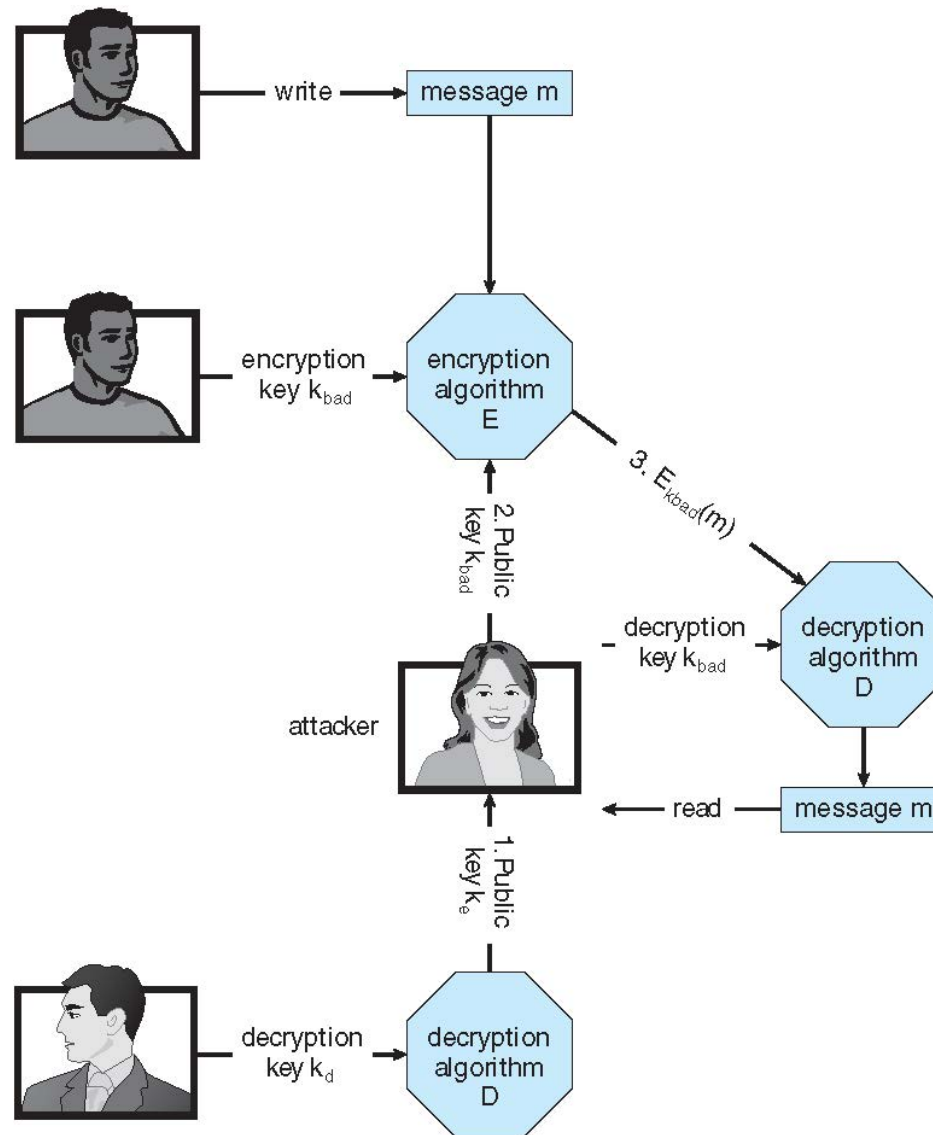 write
message m
encryption
key k_bad
encryption
algorithm
E
3. E_kbad(m)
2. Public
key k_bad
decryption
key k_bad
decryption
algorithm
D
attacker
read
message m
1. Public
key k_e
decryption
key k_d
decryption
algorithm
D